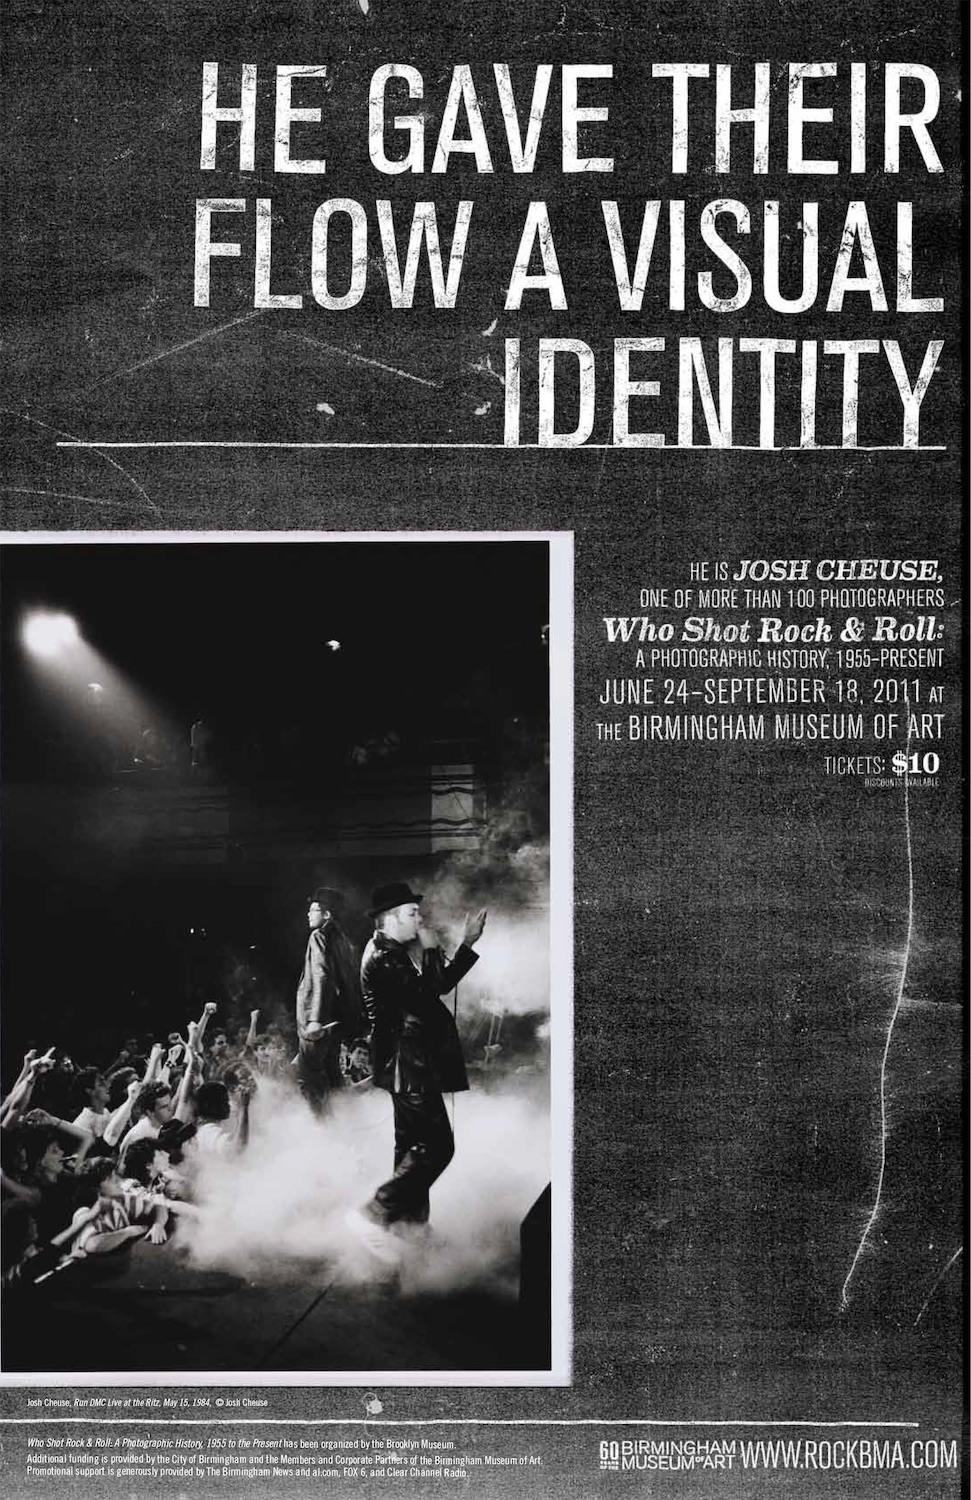 HE GAVE THEIR
FLOW A VISUAL
IDENTITY
HE IS JOSH CHEUSE,
ONE OF MORE THAN 100 PHOTOGRAPHERS
Who Shot Rock & Roll:
A PHOTOGRAPHIC HISTORY, 1955–PRESENT
JUNE 24–SEPTEMBER 18, 2011 AT
THE BIRMINGHAM MUSEUM OF ART
TICKETS: $10
DISCOUNTS AVAILABLE
Josh Cheuse, Run DMC Live at the Ritz, May 15, 1984, © Josh Cheuse
Who Shot Rock & Roll: A Photographic History, 1955 to the Present has been organized by the Brooklyn Museum.
Additional funding is provided by the City of Birmingham and the Members and Corporate Partners of the Birmingham Museum of Art.
Promotional support is generously provided by The Birmingham News and al.com, FOX 6, and Clear Channel Radio.
60 BIRMINGHAM
MUSEUM OF ART WWW.ROCKBMA.COM